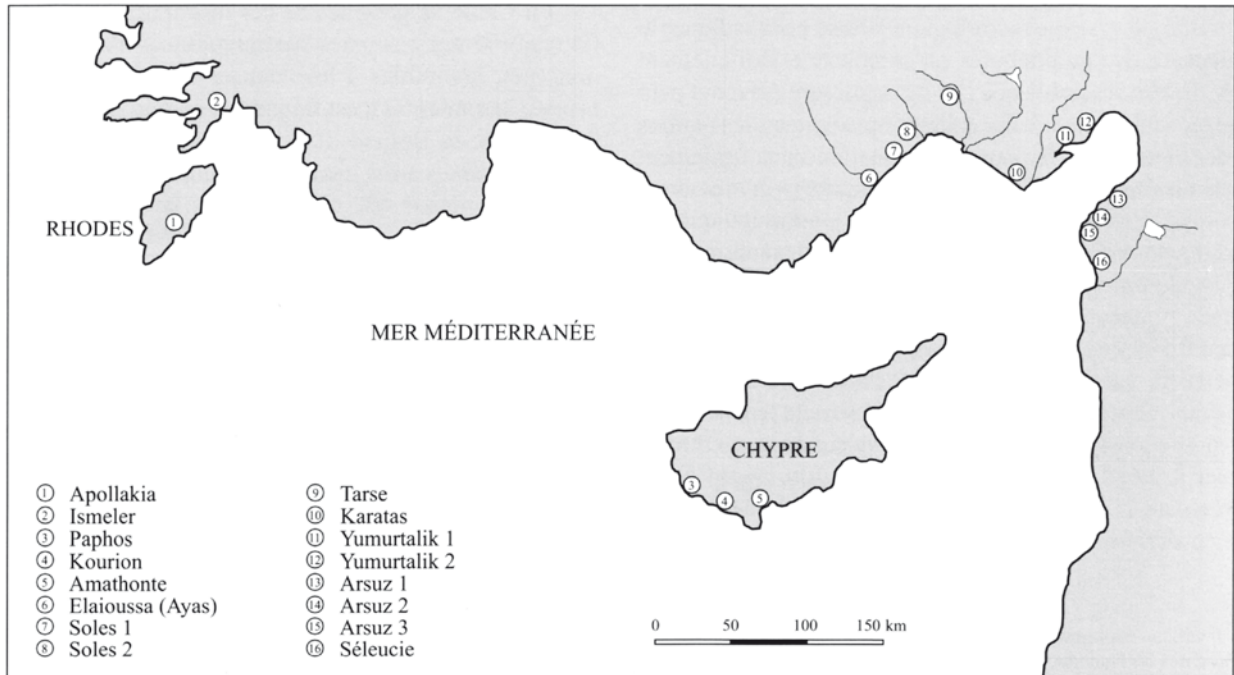 RHODES
MER MÉDITERRANÉE
CHYPRE
① Apollakia
② Ismeler
③ Paphos
④ Kourion
⑤ Amathonte
⑥ Elaioussa (Ayas)
⑦ Soles 1
⑧ Soles 2
⑨ Tarse
⑩ Karatas
⑪ Yumurtalik 1
⑫ Yumurtalik 2
⑬ Arsuz 1
⑭ Arsuz 2
⑮ Arsuz 3
⑯ Séleucie
0 50 100 150 km